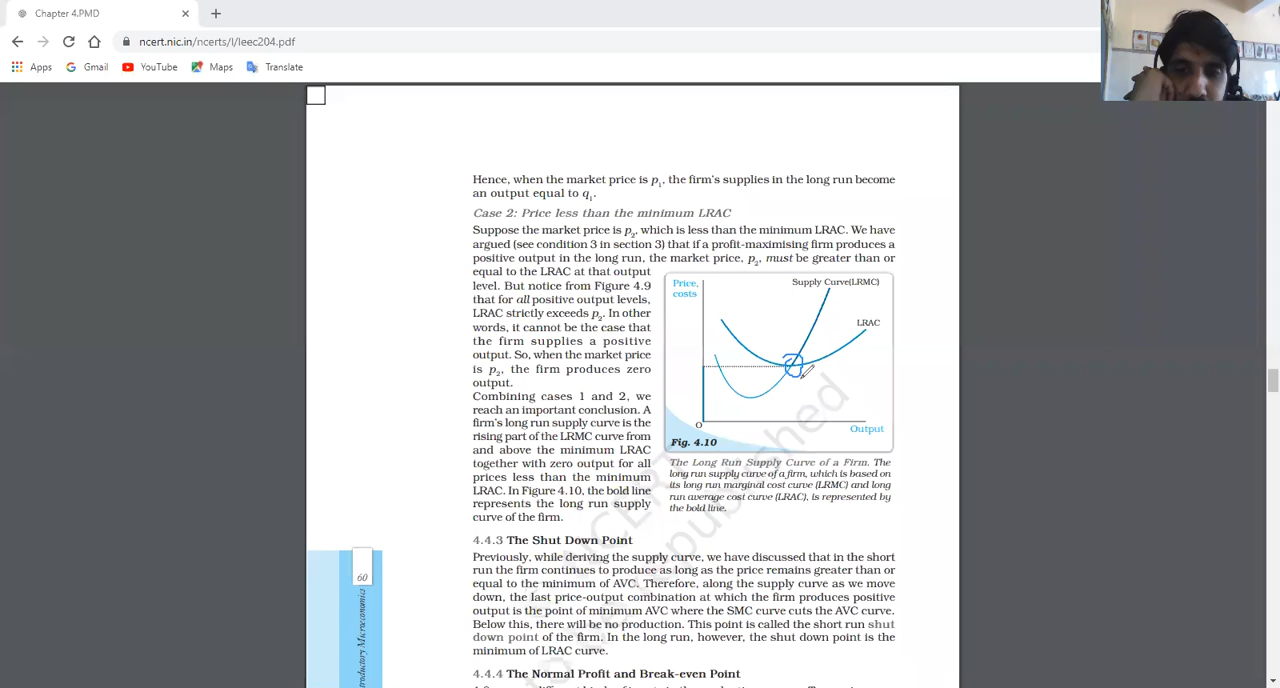 Chapter 4.PMD
ncert.nic.in/ncerts/l/leec204.pdf
Apps Gmail YouTube Maps Translate
Hence, when the market price is p1, the firm's supplies in the long run become
an output equal to q1.
Case 2: Price less than the minimum LRAC
Suppose the market price is p2, which is less than the minimum LRAC. We have
argued (see condition 3 in section 3) that if a profit-maximising firm produces a
positive output in the long run, the market price, p2, must be greater than or
equal to the LRAC at that output
level. But notice from Figure 4.9
that for all positive output levels,
LRAC strictly exceeds p2. In other
words, it cannot be the case that
the firm supplies a positive
output. So, when the market price
is p2, the firm produces zero
output.
Combining cases 1 and 2, we
reach an important conclusion. A
firm's long run supply curve is the
rising part of the LRMC curve from
and above the minimum LRAC
together with zero output for all
prices less than the minimum
LRAC. In Figure 4.10, the bold line
represents the long run supply
curve of the firm.
Price,
costs
Supply Curve(LRMC)
LRAC
O
Output
Fig. 4.10
The Long Run Supply Curve of a Firm. The
long run supply curve of a firm, which is based on
its long run marginal cost curve (LRMC) and long
run average cost curve (LRAC), is represented by
the bold line.
4.4.3 The Shut Down Point
Previously, while deriving the supply curve, we have discussed that in the short
run the firm continues to produce as long as the price remains greater than or
equal to the minimum of AVC. Therefore, along the supply curve as we move
down, the last price-output combination at which the firm produces positive
output is the point of minimum AVC where the SMC curve cuts the AVC curve.
Below this, there will be no production. This point is called the short run shut
down point of the firm. In the long run, however, the shut down point is the
minimum of LRAC curve.
4.4.4 The Normal Profit and Break-even Point
60
troductory Microeconomic
NCERT
published